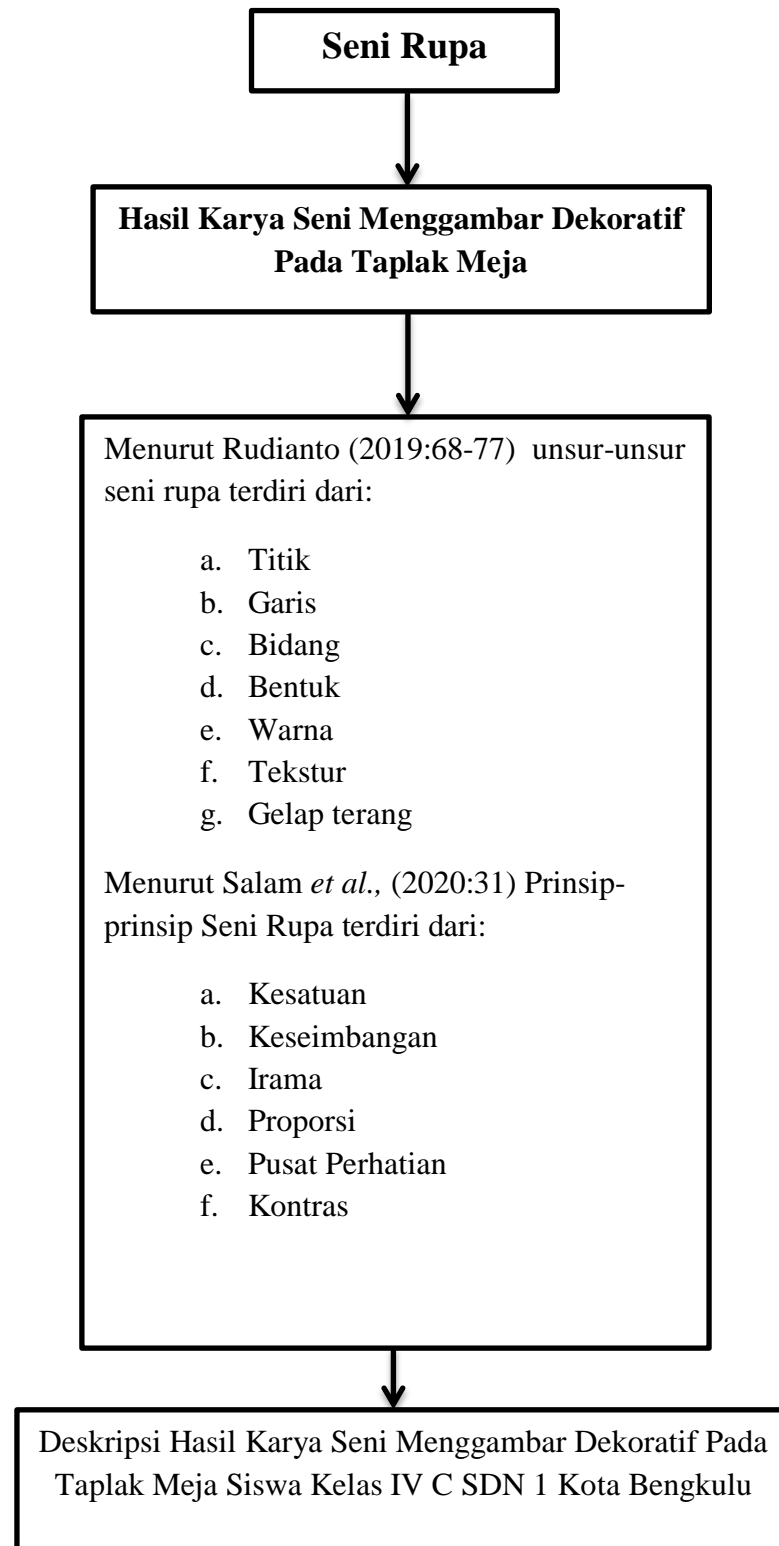 Seni Rupa
Hasil Karya Seni Menggambar Dekoratif
Pada Taplak Meja
Menurut Rudianto (2019:68-77)  unsur-unsur
seni rupa terdiri dari:
a. Titik
b. Garis
c. Bidang
d. Bentuk
e. Warna
f. Tekstur
g. Gelap terang
Menurut Salam et al., (2020:31) Prinsip-
prinsip Seni Rupa terdiri dari:
a. Kesatuan
b. Keseimbangan
c. Irama
d. Proporsi
e. Pusat Perhatian
f. Kontras
Deskripsi Hasil Karya Seni Menggambar Dekoratif Pada
Taplak Meja Siswa Kelas IV C SDN 1 Kota Bengkulu